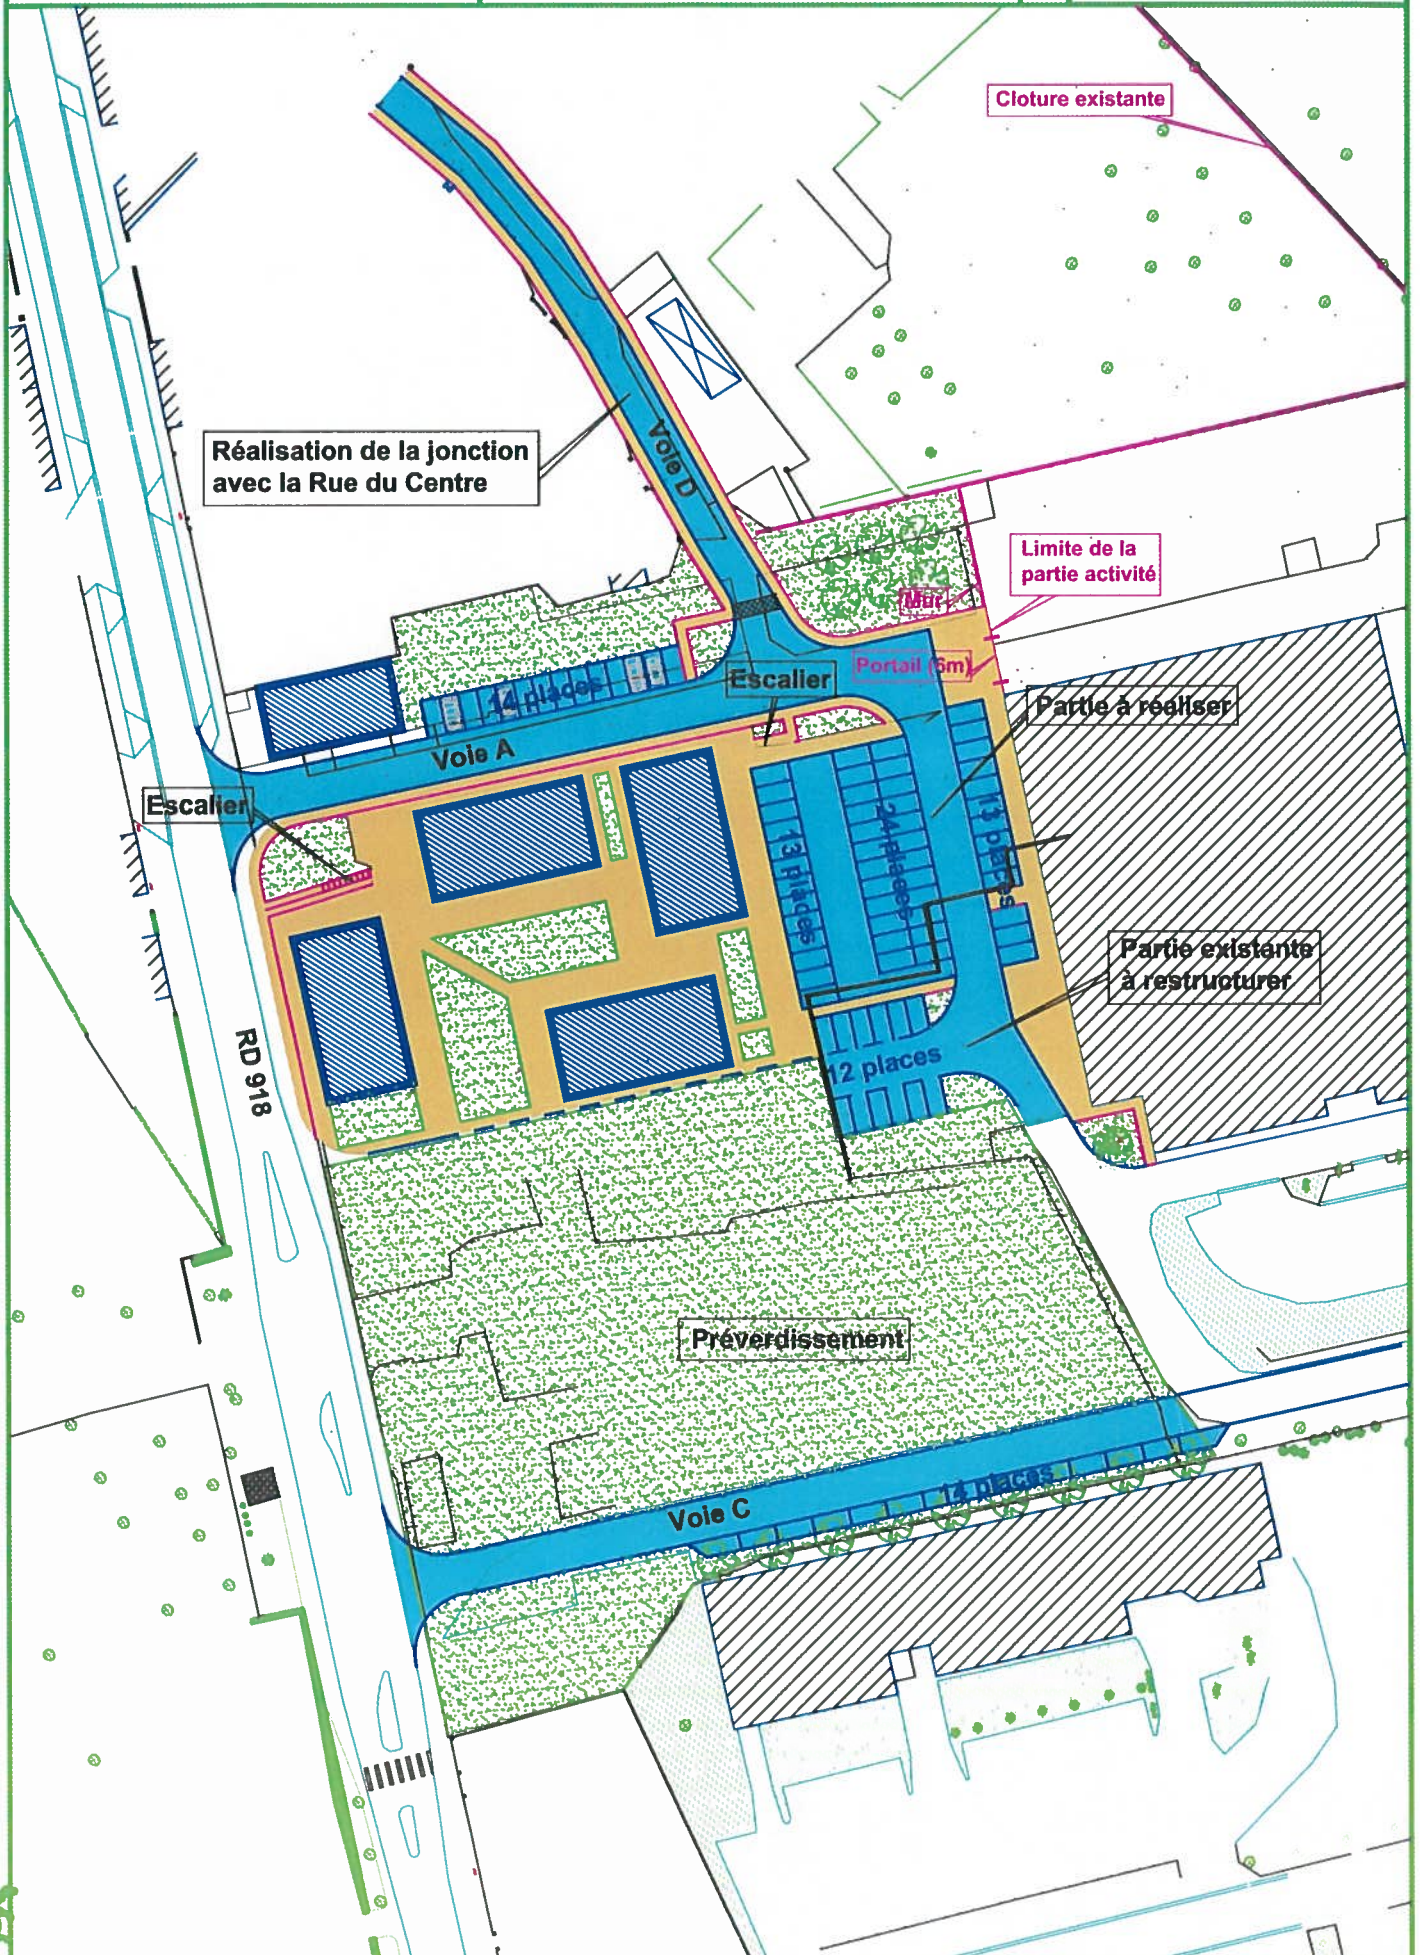 Cloture existante
Réalisation de la jonction
avec la Rue du Centre
Voie D
Limite de la
partie activité
Mur
Portail (6m)
14 places
Escalier
Partie à réaliser
Voie A
Escalier
13 places
24 places
13 places
Partie existante
à restructurer
RD 918
12 places
Préverdissement
14 places
Voie C